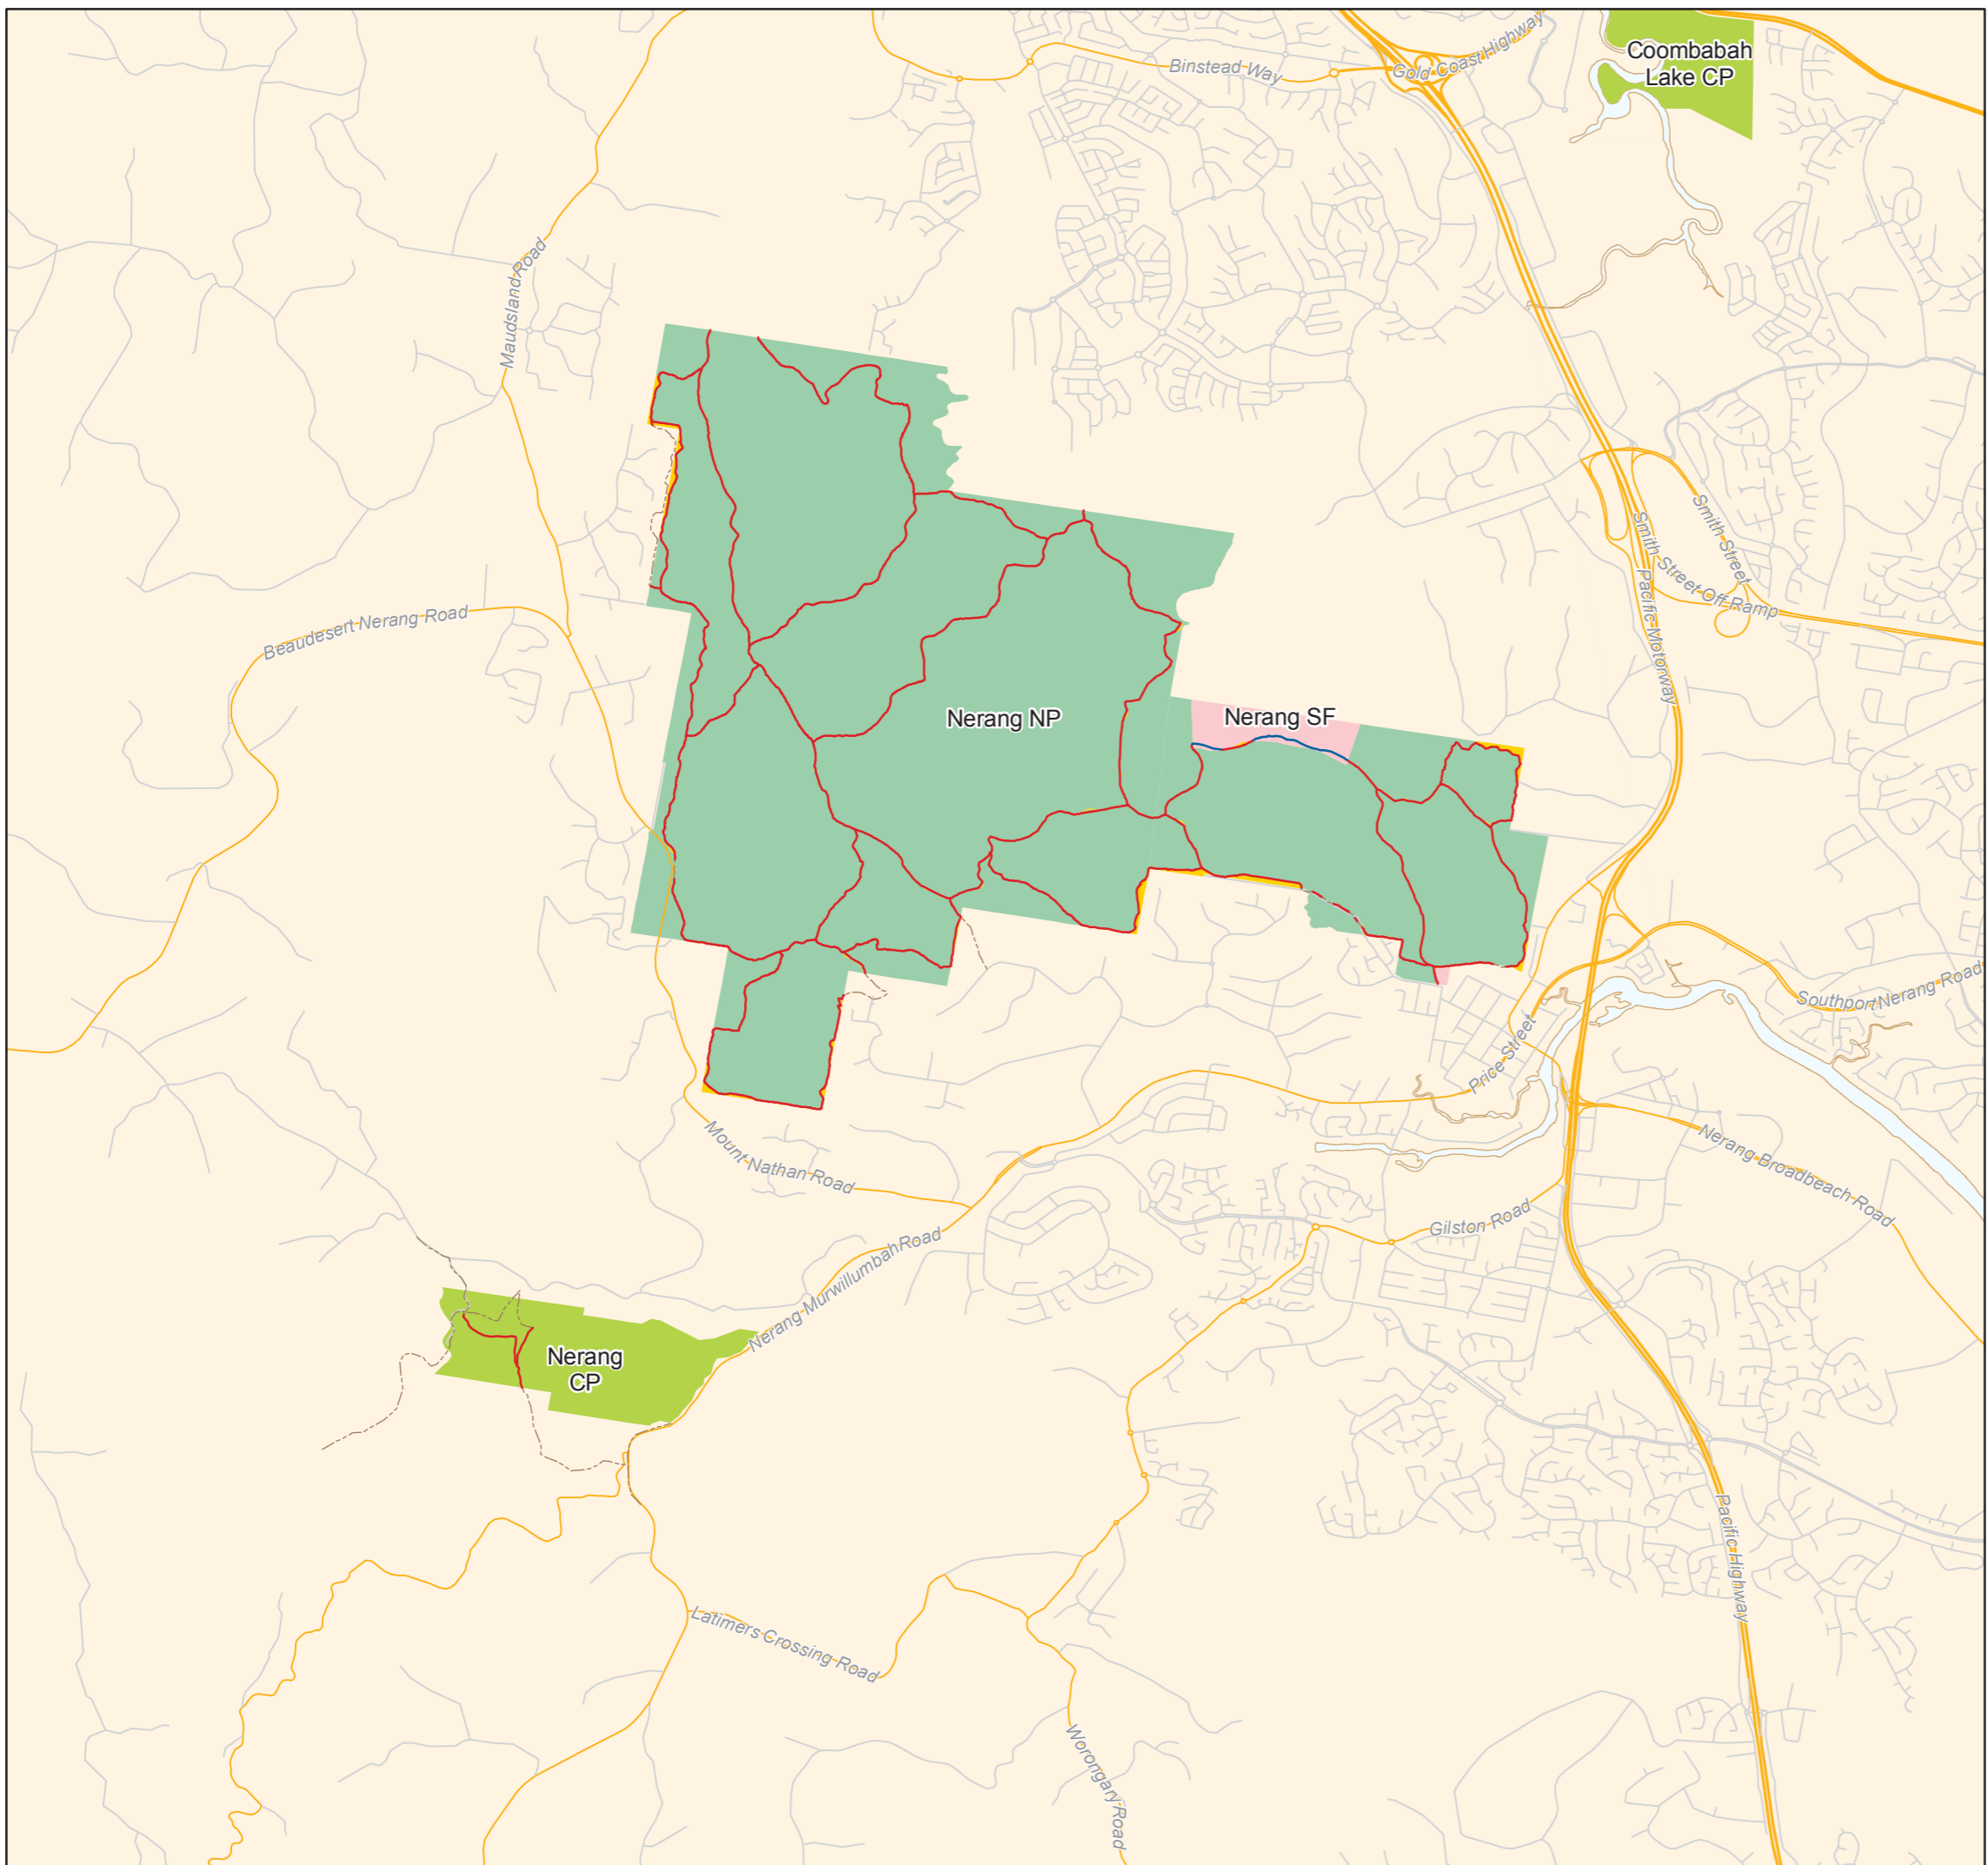 Coombabah
Lake CP
Gold Coast Highway
Binstead Way
Maudsland Road
Smith Street
Smith Street Off Ramp
Pacific Motorway
Beaudesert Nerang Road
Nerang NP
Nerang SF
Southport Nerang Road
Price Street
Mount Nathan Road
Nerang Broadbeach Road
Gilston Road
Nerang Murwillumbah Road
Nerang
CP
Pacific Highway
Latimers Crossing Road
Worongary Road